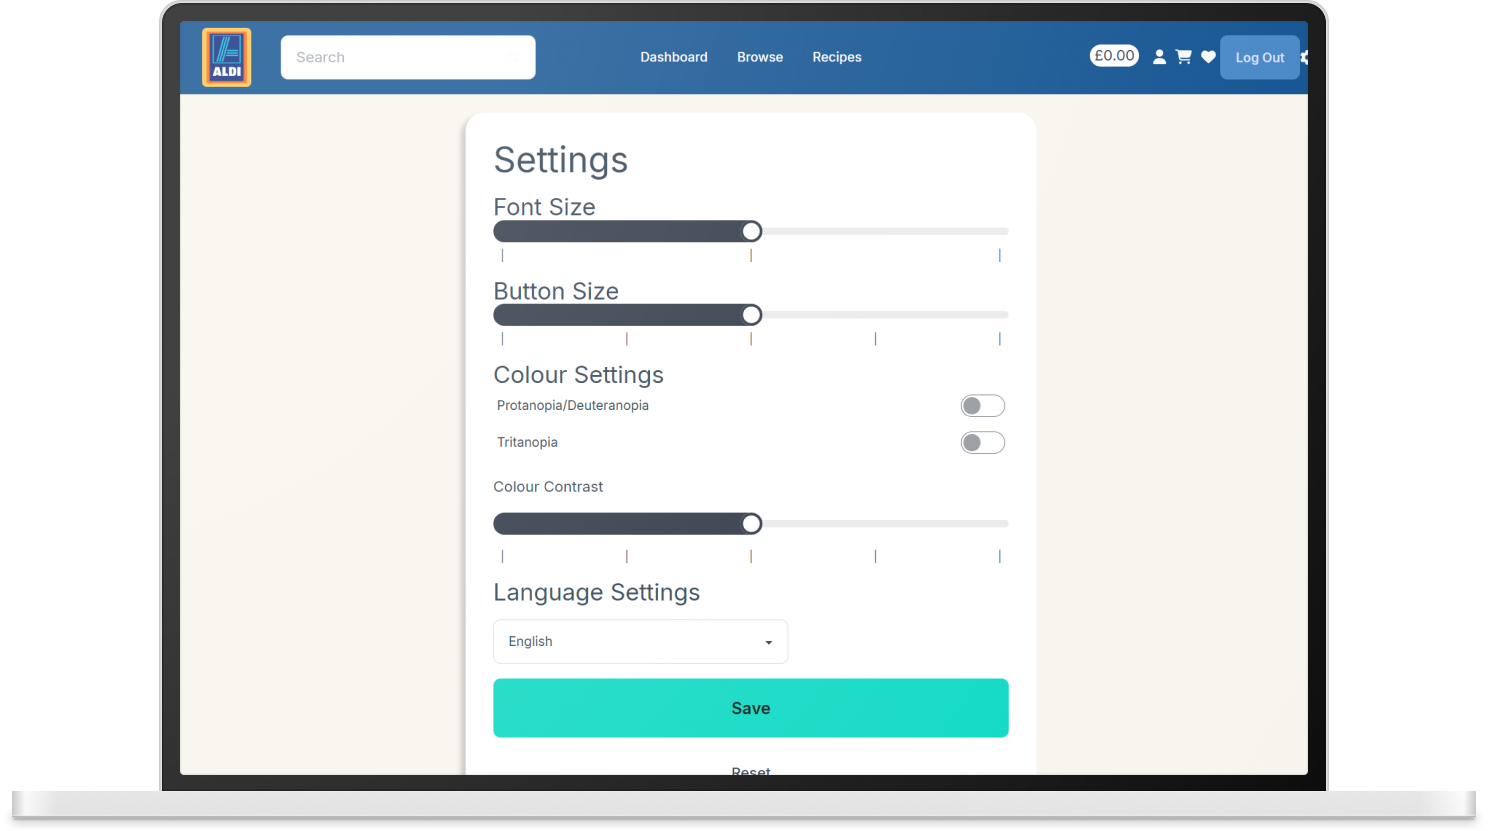 ALDI
Search
Dashboard Browse Recipes
£0.00
Log Out
Settings
Font Size
Button Size
Colour Settings
Protanopia/Deuteranopia
Tritanopia
Colour Contrast
Language Settings
English
Save
Reset